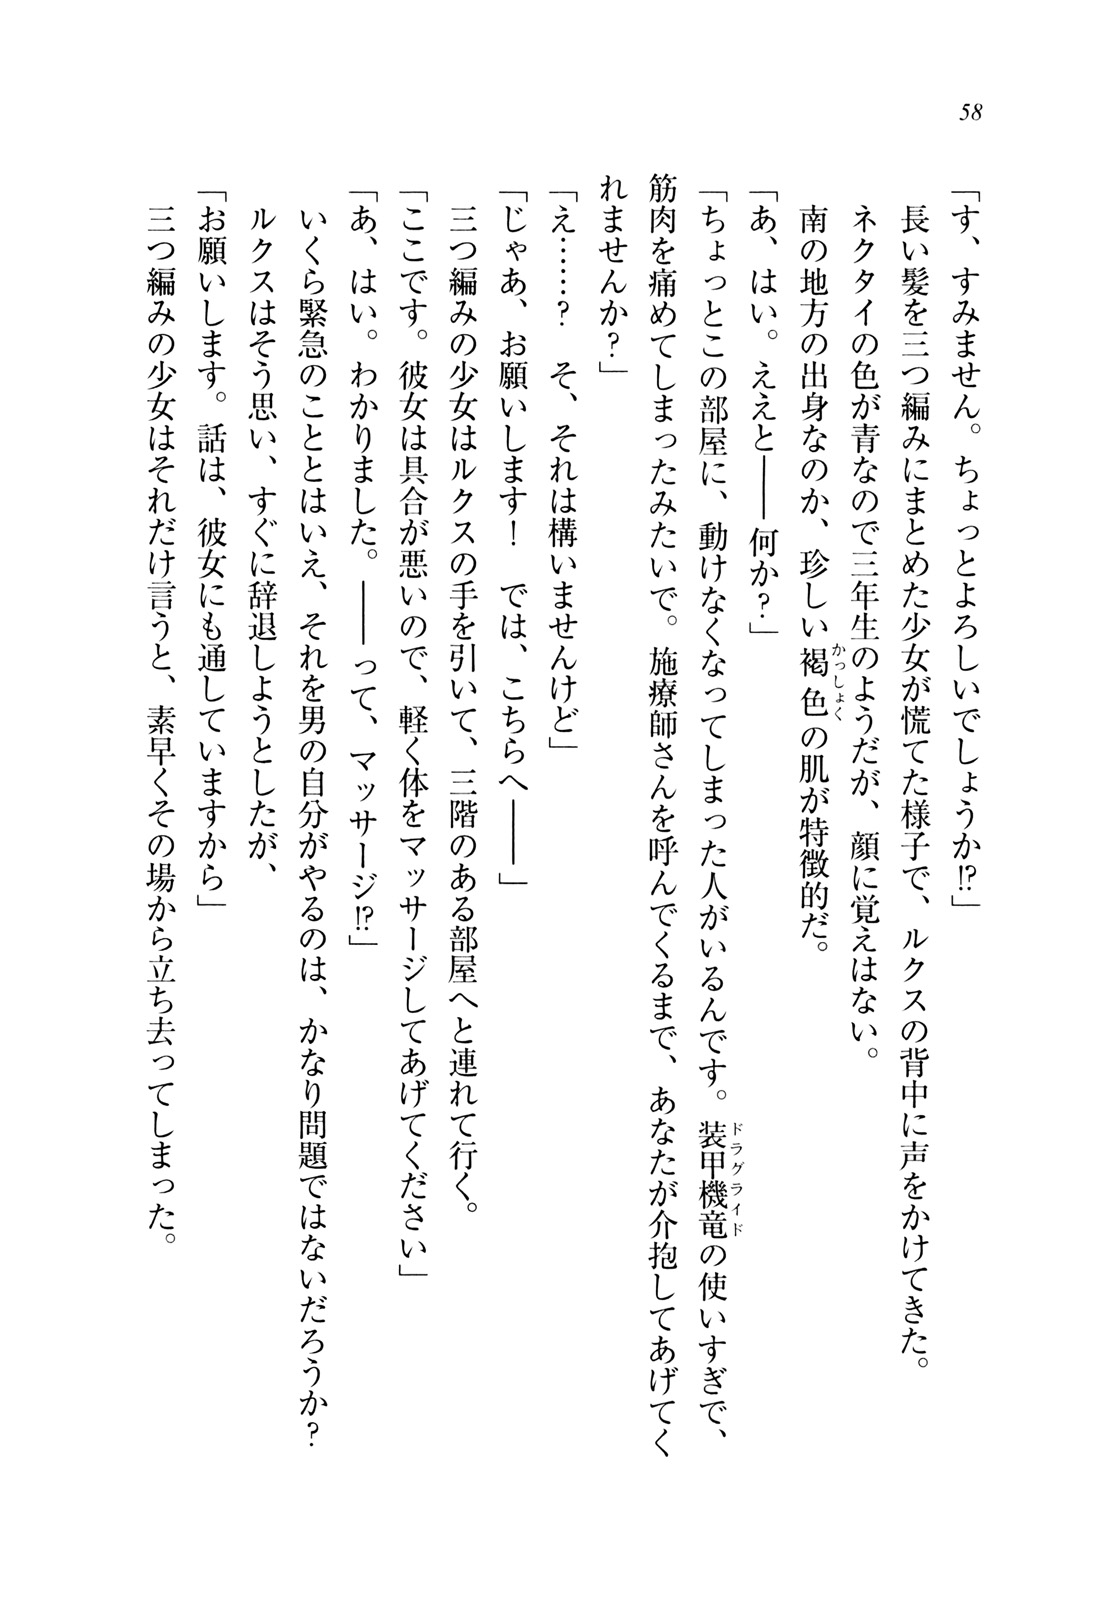 58
「す、すみません。ちょっとよろしいでしょうか!?」
長い髪を三つ編みにまとめた少女が慌てた様子で、ルクスの背中に声をかけてきた。
ネクタイの色が青なので三年生のようだが、顔に覚えはない。
南の地方の出身なのか、珍しい褐色の肌が特徴的だ。
かっしょく
「あ、はい。ええと――何か?」
「ちょっとこの部屋に、動けなくなってしまった人がいるんです。装甲機竜の使いすぎで、
ドラグライド
筋肉を痛めてしまったみたいで。施療師さんを呼んでくるまで、あなたが介抱してあげてく
れませんか?」
「え……? そ、それは構いませんけど」
「じゃあ、お願いします! では、こちらへ――」
三つ編みの少女はルクスの手を引いて、三階のある部屋へと連れて行く。
「ここです。彼女は具合が悪いので、軽く体をマッサージしてあげてください」
「あ、はい。わかりました。――って、マッサージ!?」
いくら緊急のこととはいえ、それを男の自分がやるのは、かなり問題ではないだろうか?
ルクスはそう思い、すぐに辞退しようとしたが、
「お願いします。話は、彼女にも通していますから」
三つ編みの少女はそれだけ言うと、素早くその場から立ち去ってしまった。